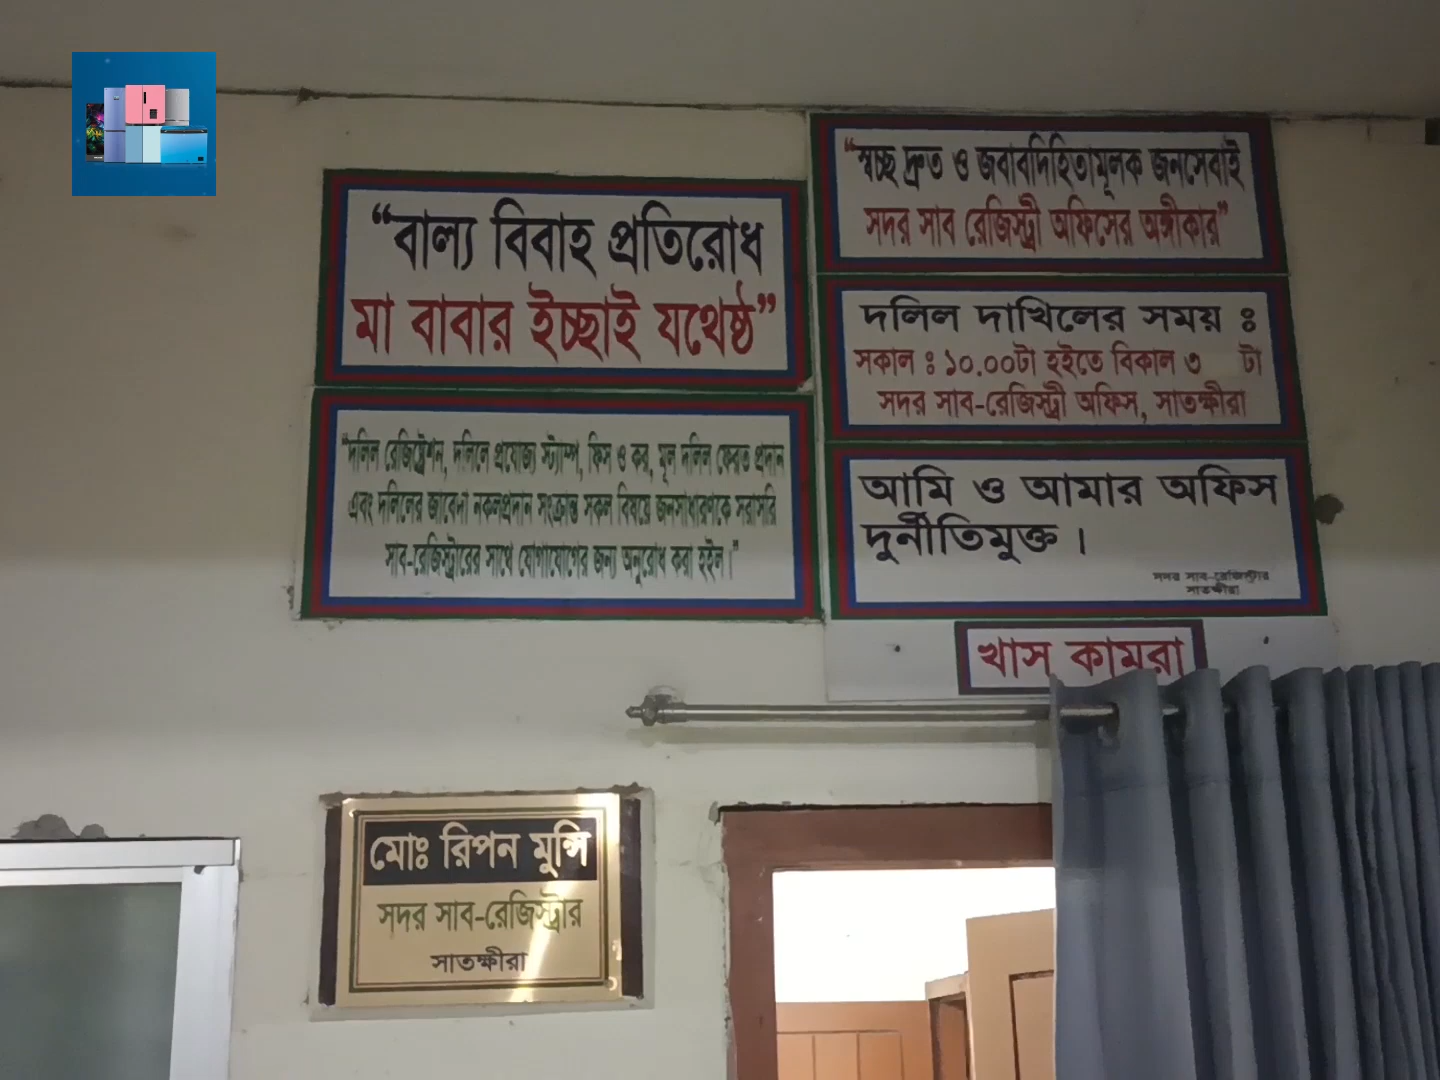 “বাল্য বিবাহ প্রতিরোধ
মা বাবার ইচ্ছাই যথেষ্ঠ”
“দলিল রেজিষ্ট্রেশন, দলিলে প্রযোজ্য স্ট্যাম্প, ফিস ও কর, মূল দলিল ফেরত প্রদান
এবং দলিলের জাবেদা নকলপ্রদান সংক্রান্ত সকল বিষয়ে জনসাধারণকে সরাসরি
সাব-রেজিস্ট্রারের সাথে যোগাযোগের জন্য অনুরোধ করা হইল।”
“স্বচ্ছ দ্রুত ও জবাবদিহিতামূলক জনসেবাই
সদর সাব রেজিস্ট্রী অফিসের অঙ্গীকার”
দলিল দাখিলের সময় ঃ
সকাল ঃ ১০.০০টা হইতে বিকাল ৩ টা
সদর সাব-রেজিস্ট্রী অফিস, সাতক্ষীরা
আমি ও আমার অফিস
দুর্নীতিমুক্ত।
সদর সাব-রেজিস্ট্রার
সাতক্ষীরা
খাস কামরা
মোঃ রিপন মুন্সি
সদর সাব-রেজিস্ট্রার
সাতক্ষীরা